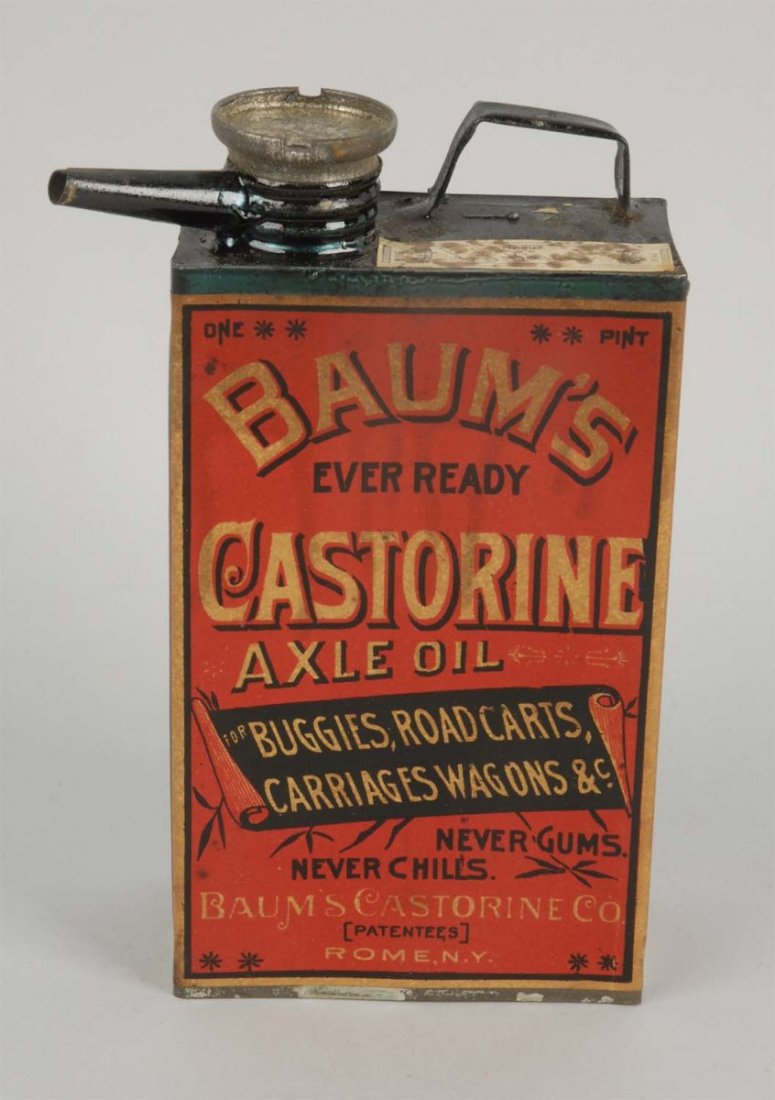 ONE PINT
BAUM'S
EVER READY
CASTORINE
AXLE OIL
FOR BUGGIES, ROAD CARTS,
CARRIAGES WAGONS & C.
NEVER GUMS.
NEVER CHILLS.
BAUM'S CASTORINE CO.
[PATENTEES]
ROME, N.Y.